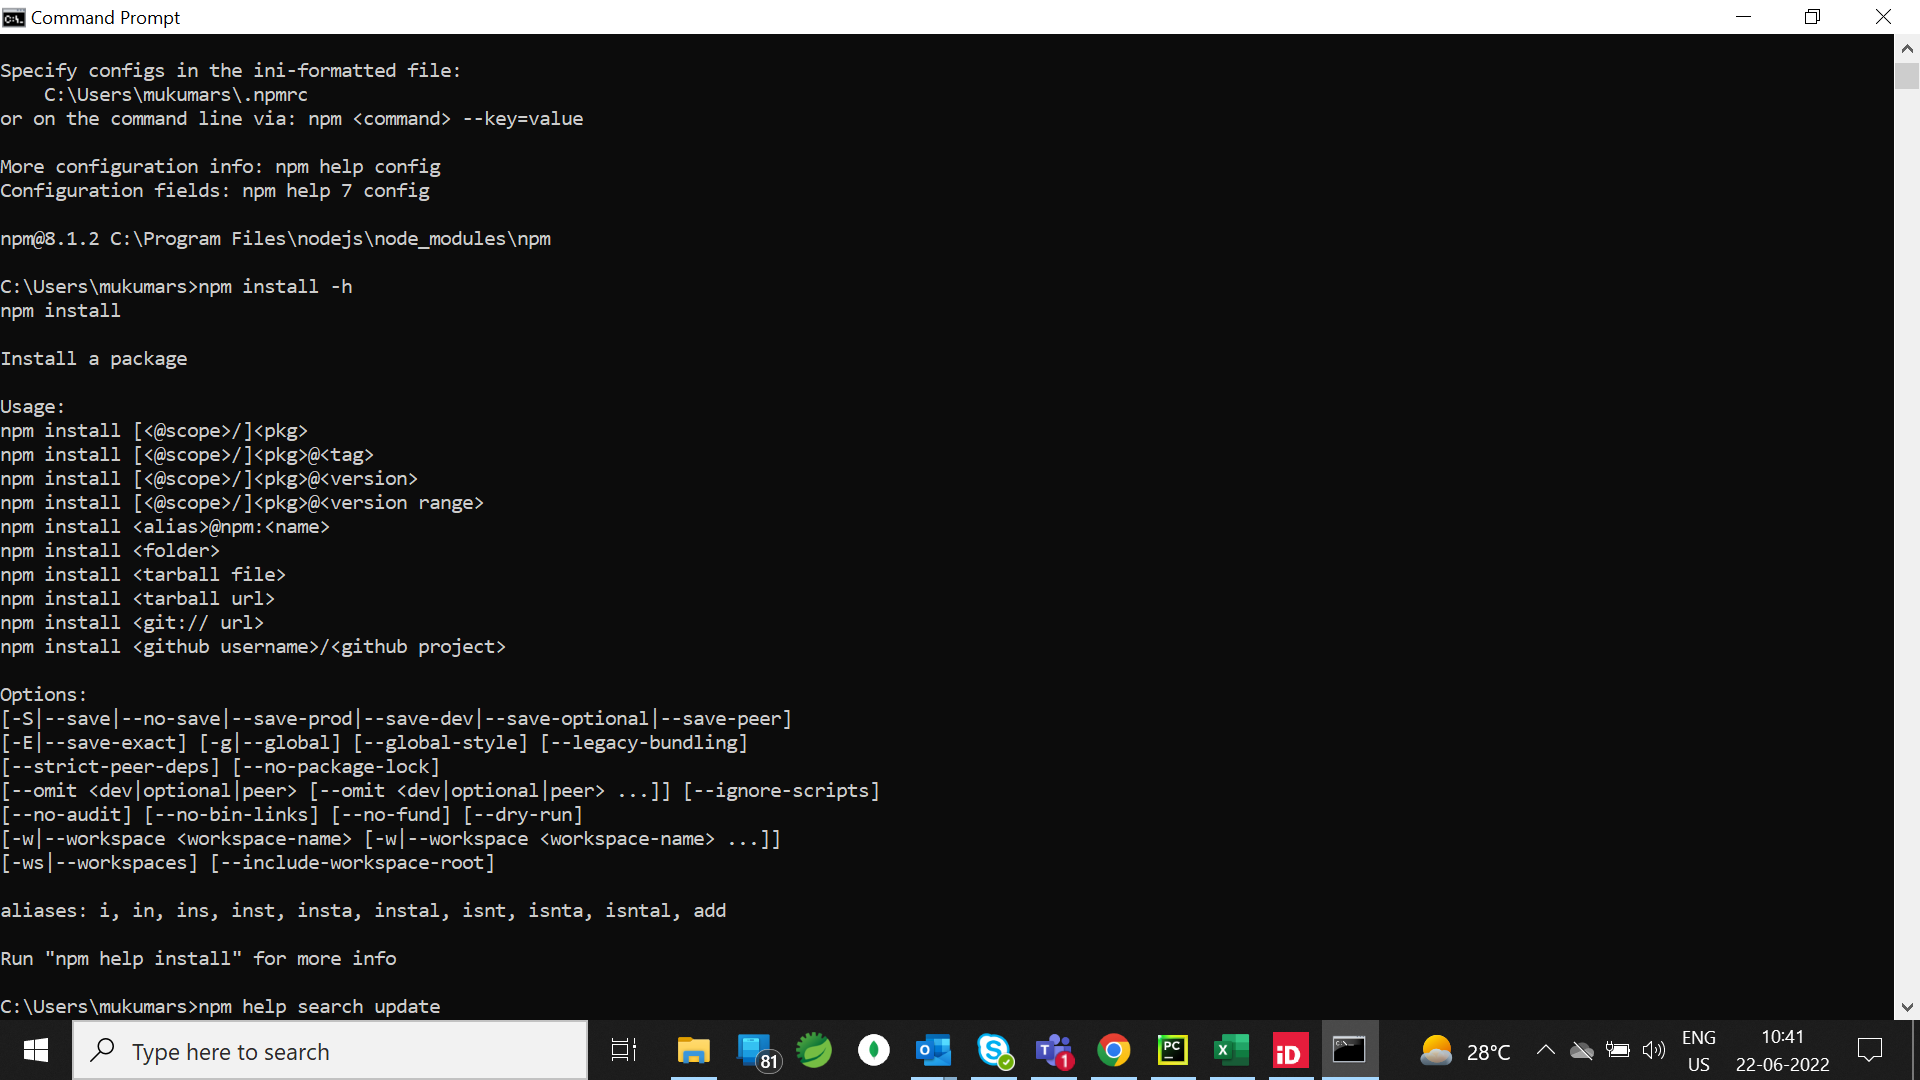 Command Prompt
Specify configs in the ini-formatted file:
C:\Users\mukumars\.npmrc
or on the command line via: npm <command> --key=value
More configuration info: npm help config
Configuration fields: npm help 7 config
npm@8.1.2 C:\Program Files\nodejs\node_modules\npm
C:\Users\mukumars>npm install -h
npm install
Install a package
Usage:
npm install [<@scope>/]<pkg>
npm install [<@scope>/]<pkg>@<tag>
npm install [<@scope>/]<pkg>@<version>
npm install [<@scope>/]<pkg>@<version range>
npm install <alias>@npm:<name>
npm install <folder>
npm install <tarball file>
npm install <tarball url>
npm install <git:// url>
npm install <github username>/<github project>
Options:
[-S|--save|--no-save|--save-prod|--save-dev|--save-optional|--save-peer]
[-E|--save-exact] [-g|--global] [--global-style] [--legacy-bundling]
[--strict-peer-deps] [--no-package-lock]
[--omit <dev|optional|peer> [--omit <dev|optional|peer> ...]] [--ignore-scripts]
[--no-audit] [--no-bin-links] [--no-fund] [--dry-run]
[-w|--workspace <workspace-name> [-w|--workspace <workspace-name> ...]]
[-ws|--workspaces] [--include-workspace-root]
aliases: i, in, ins, inst, insta, instal, isnt, isnta, isntal, add
Run "npm help install" for more info
C:\Users\mukumars>npm help search update
Type here to search
81
1
PC
iD
28°C
ENG
US
10:41
22-06-2022